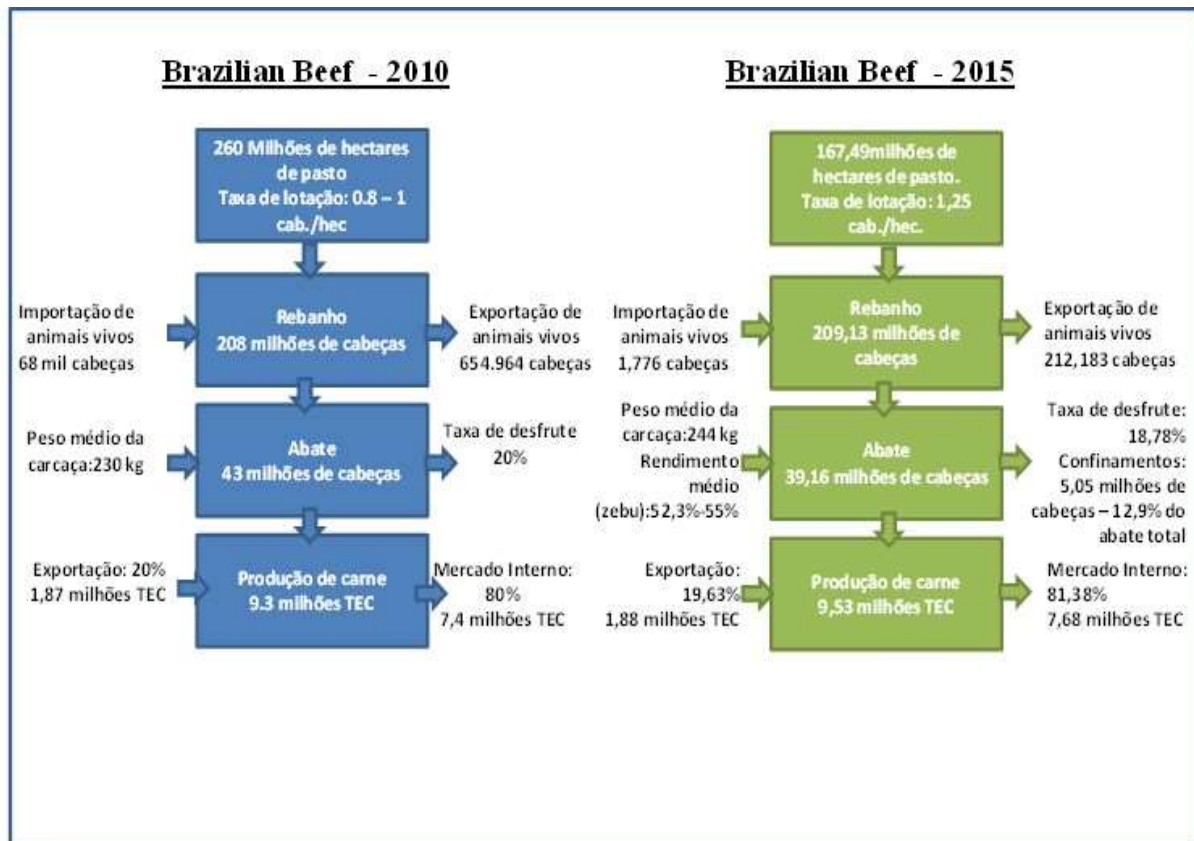 Brazilian Beef - 2010
260 Milhões de hectares
de pasto
Taxa de lotação: 0.8 – 1
cab./hec
Importação de
animais vivos
68 mil cabeças
Rebanho
208 milhões de cabeças
Exportação de
animais vivos
654.964 cabeças
Peso médio da
carcaça:230 kg
Abate
43 milhões de cabeças
Taxa de desfrute
20%
Exportação: 20%
1,87 milhões TEC
Produção de carne
9.3 milhões TEC
Mercado Interno:
80%
7,4 milhões TEC
Brazilian Beef - 2015
167,49milhões de
hectares de pasto.
Taxa de lotação: 1,25
cab./hec.
Importação de
animais vivos
1,776 cabeças
Rebanho
209,13 milhões de
cabeças
Exportação de
animais vivos
212,183 cabeças
Peso médio da
carcaça:244 kg
Rendimento
médio
(zebu):52,3%-55%
Abate
39,16 milhões de cabeças
Taxa de desfrute:
18,78%
Confinamentos:
5,05 milhões de
cabeças – 12,9% do
abate total
Exportação:
19,63%
1,88 milhões TEC
Produção de carne
9,53 milhões TEC
Mercado Interno:
81,38%
7,68 milhões TEC